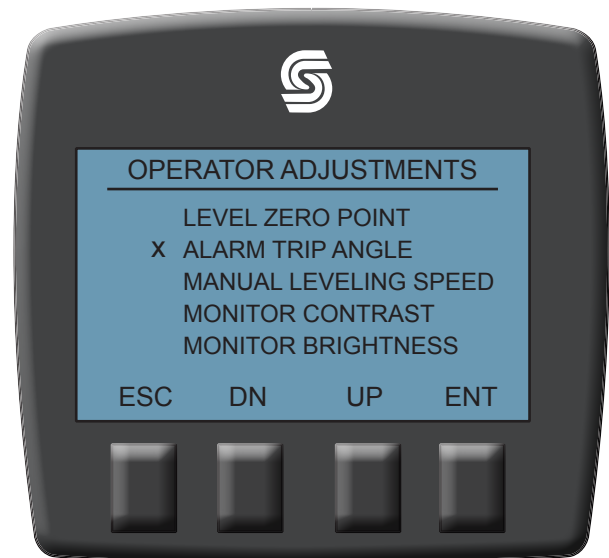 OPERATOR ADJUSTMENTS
LEVEL ZERO POINT
X ALARM TRIP ANGLE
MANUAL LEVELING SPEED
MONITOR CONTRAST
MONITOR BRIGHTNESS
ESC DN UP ENT